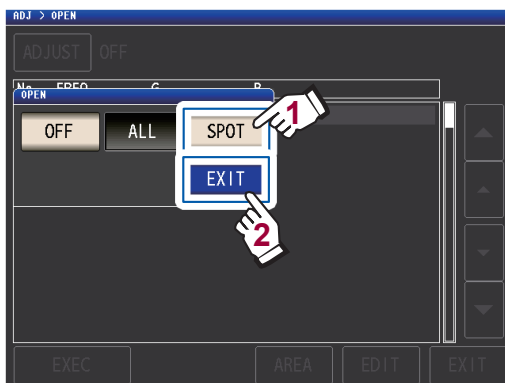 ADJ > OPEN
ADJUST OFF
No. FREQ G B
OPEN
OFF ALL SPOT
1
EXIT
2
EXEC AREA EDIT EXIT